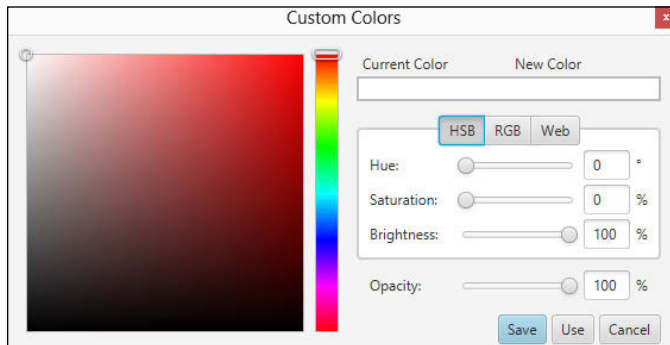 Custom Colors
x
Current Color New Color
HSB RGB Web
Hue: 0 °
Saturation: 0 %
Brightness: 100 %
Opacity: 100 %
Save Use Cancel